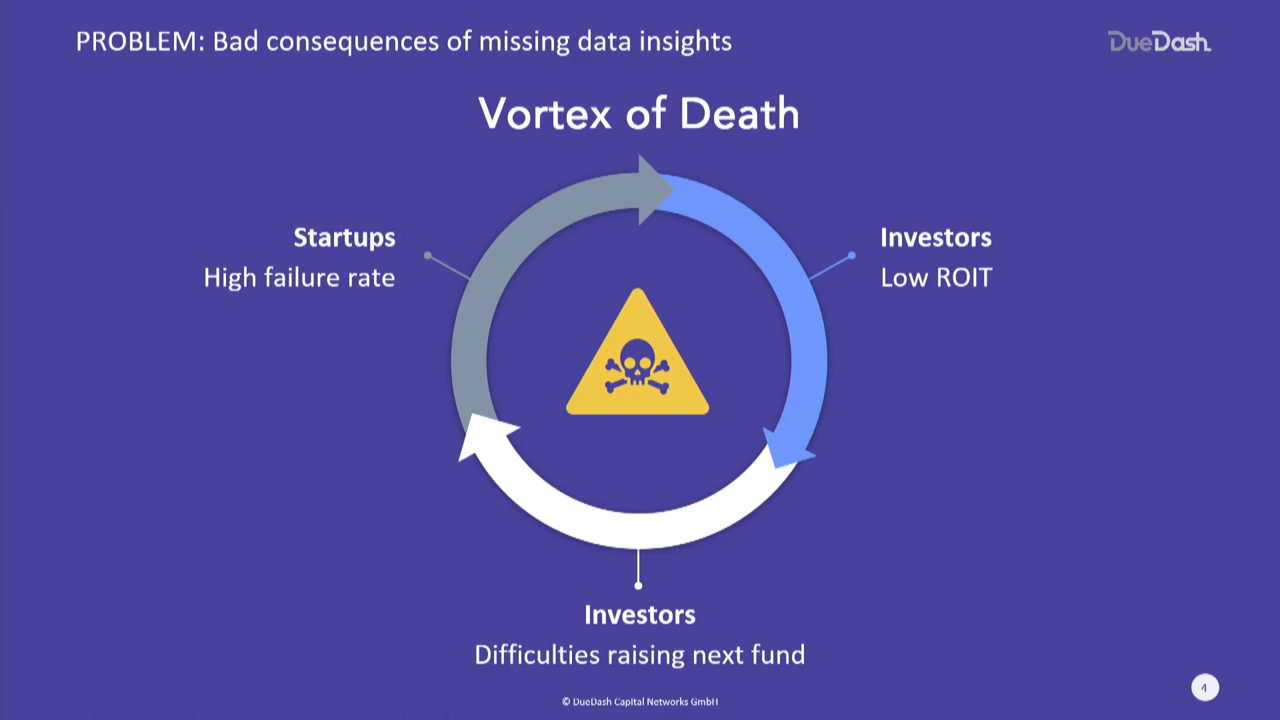 PROBLEM: Bad consequences of missing data insights
DueDash
Vortex of Death
Startups
High failure rate
Investors
Low ROIT
Investors
Difficulties raising next fund
© DueDash Capital Networks GmbH
4